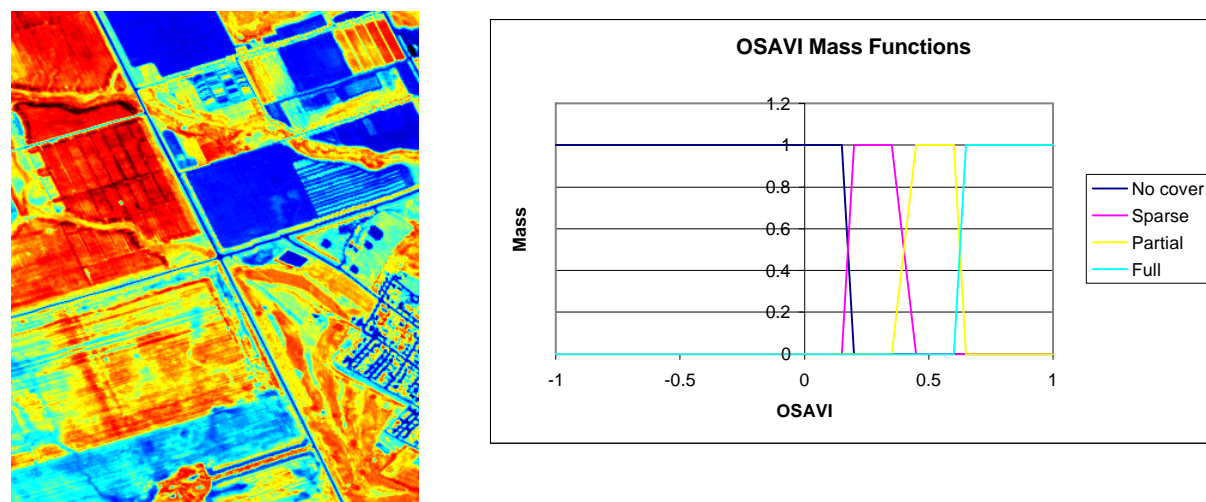 OSAVI Mass Functions
1.2
1
0.8
0.6
0.4
0.2
0
-1 -0.5 0 0.5 1
Mass
OSAVI
No cover
Sparse
Partial
Full